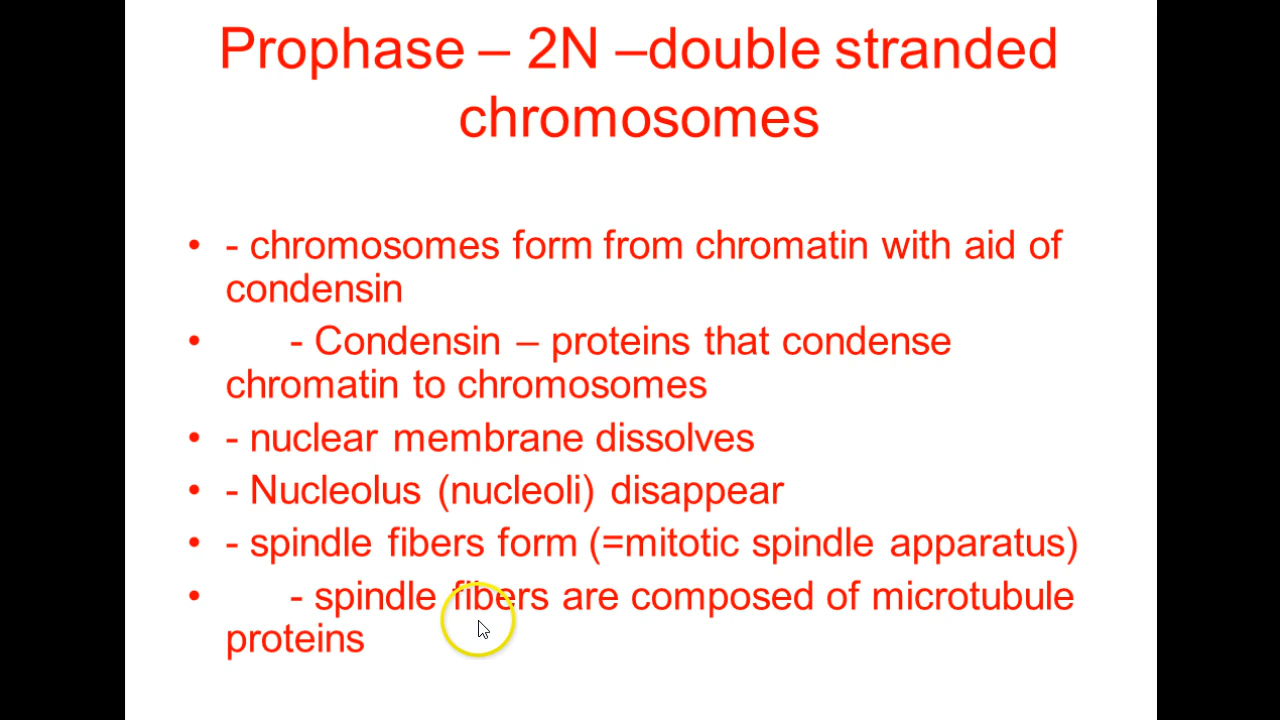 Prophase – 2N –double stranded
chromosomes
• - chromosomes form from chromatin with aid of
condensin
• - Condensin – proteins that condense
chromatin to chromosomes
• - nuclear membrane dissolves
• - Nucleolus (nucleoli) disappear
• - spindle fibers form (=mitotic spindle apparatus)
• - spindle fibers are composed of microtubule
proteins